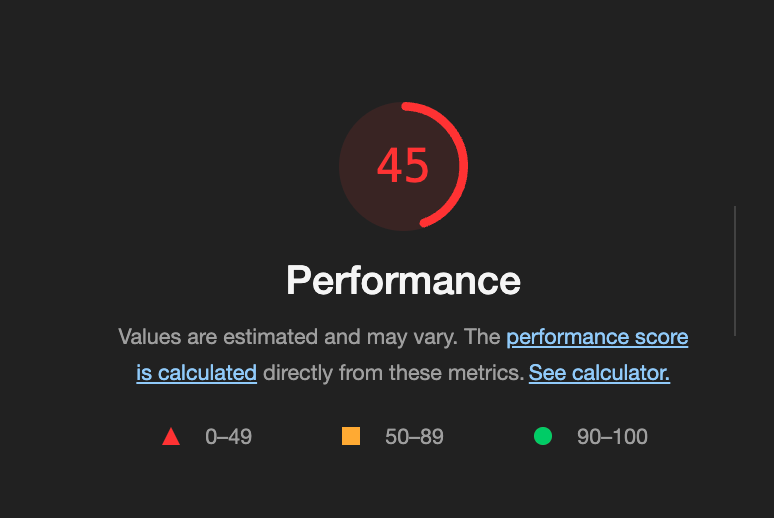 45
Performance
Values are estimated and may vary. The performance score
is calculated directly from these metrics. See calculator.
0–49 50–89 90–100